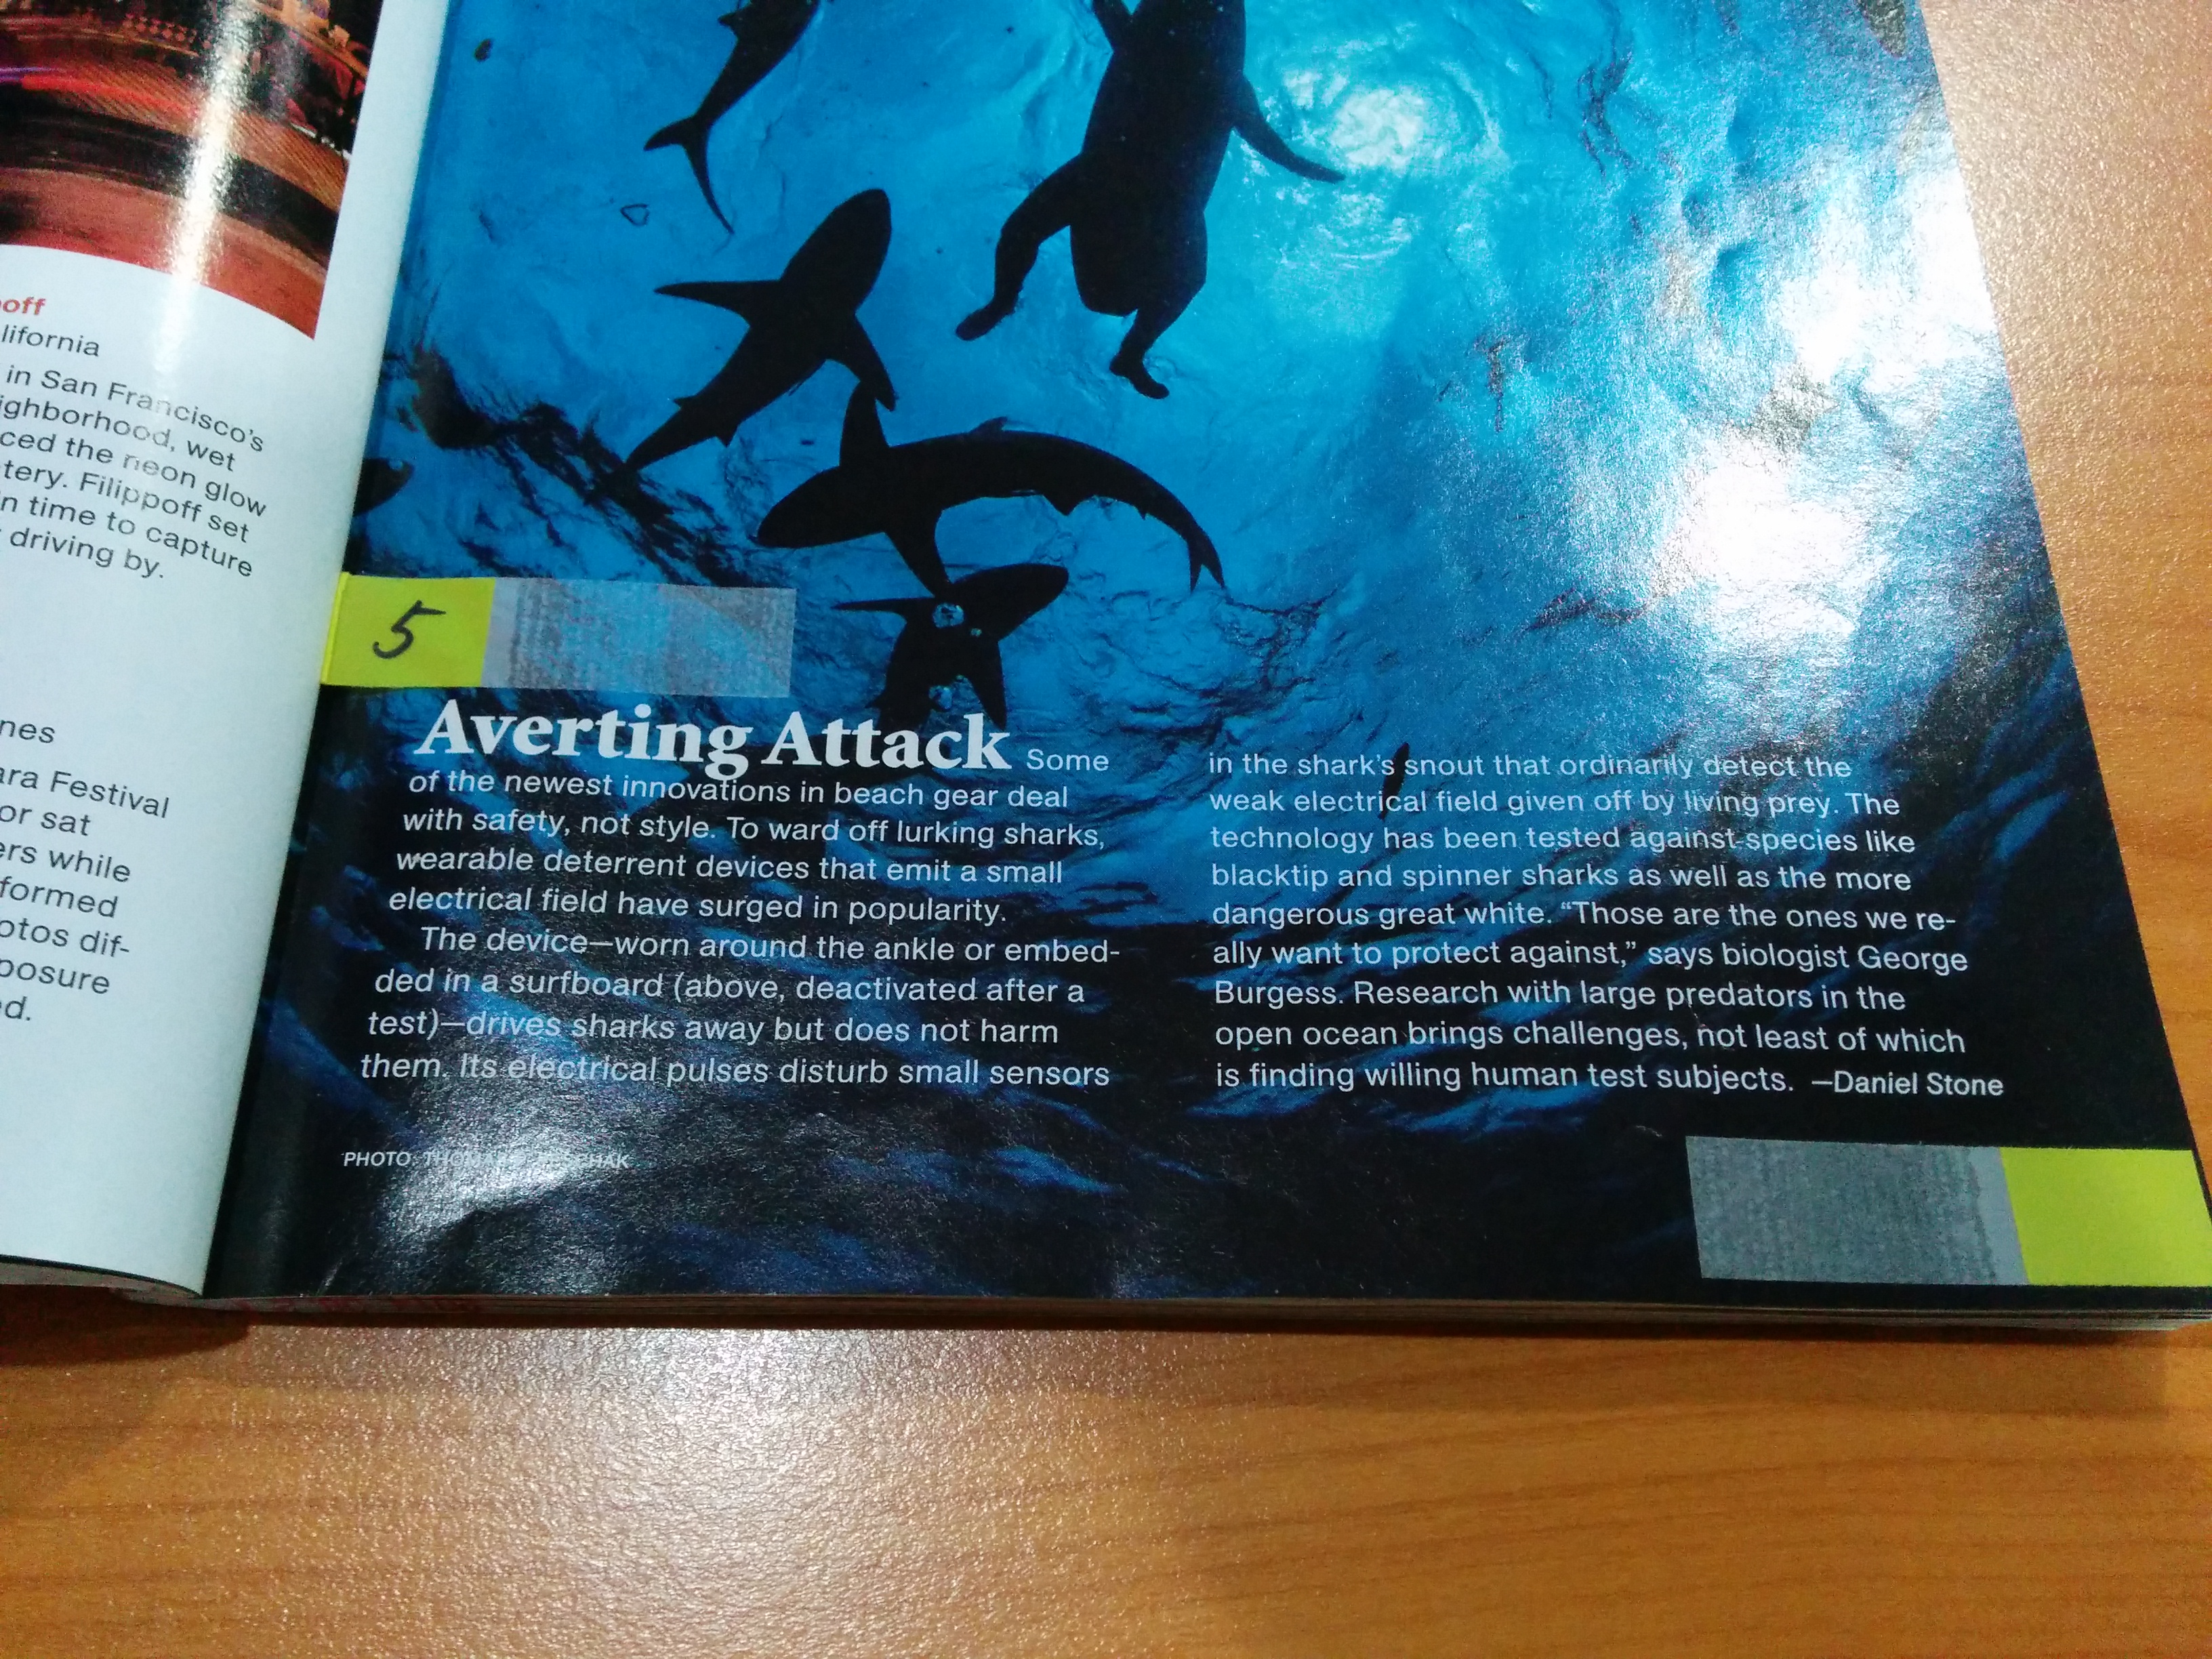 off
lifornia
in San Francisco's
ighborhood, wet
ced the neon glow
tery. Filippoff set
n time to capture
driving by.
nes
ara Festival
or sat
ers while
formed
otos dif-
posure
d.
5
Averting Attack Some
of the newest innovations in beach gear deal
with safety, not style. To ward off lurking sharks,
wearable deterrent devices that emit a small
electrical field have surged in popularity.
The device—worn around the ankle or embed-
ded in a surfboard (above, deactivated after a
test)—drives sharks away but does not harm
them. Its electrical pulses disturb small sensors
in the shark's snout that ordinarily detect the
weak electrical field given off by living prey. The
technology has been tested against species like
blacktip and spinner sharks as well as the more
dangerous great white. “Those are the ones we re-
ally want to protect against,” says biologist George
Burgess. Research with large predators in the
open ocean brings challenges, not least of which
is finding willing human test subjects. —Daniel Stone
PHOTO: THOMAS